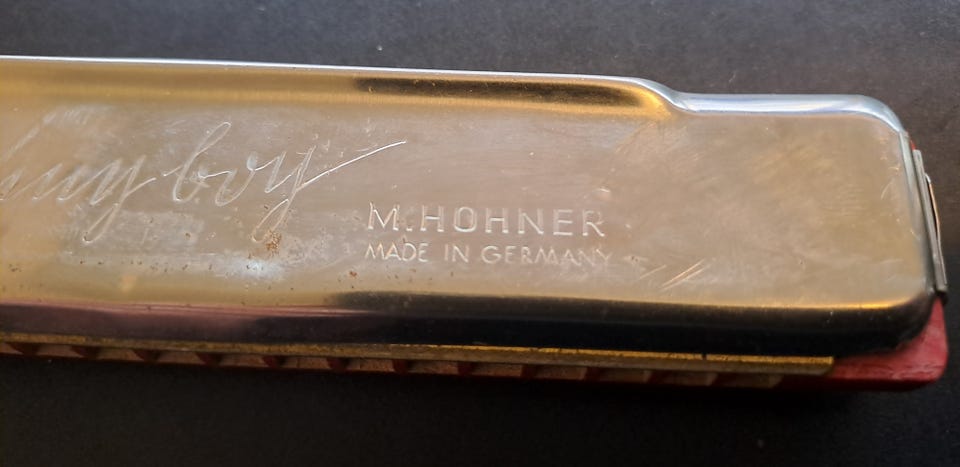 boy
M. HOHNER
MADE IN GERMANY